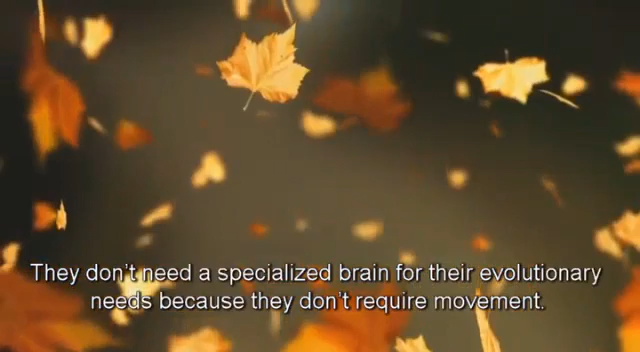 They don't need a specialized brain for their evolutionary
needs because they don't require movement.